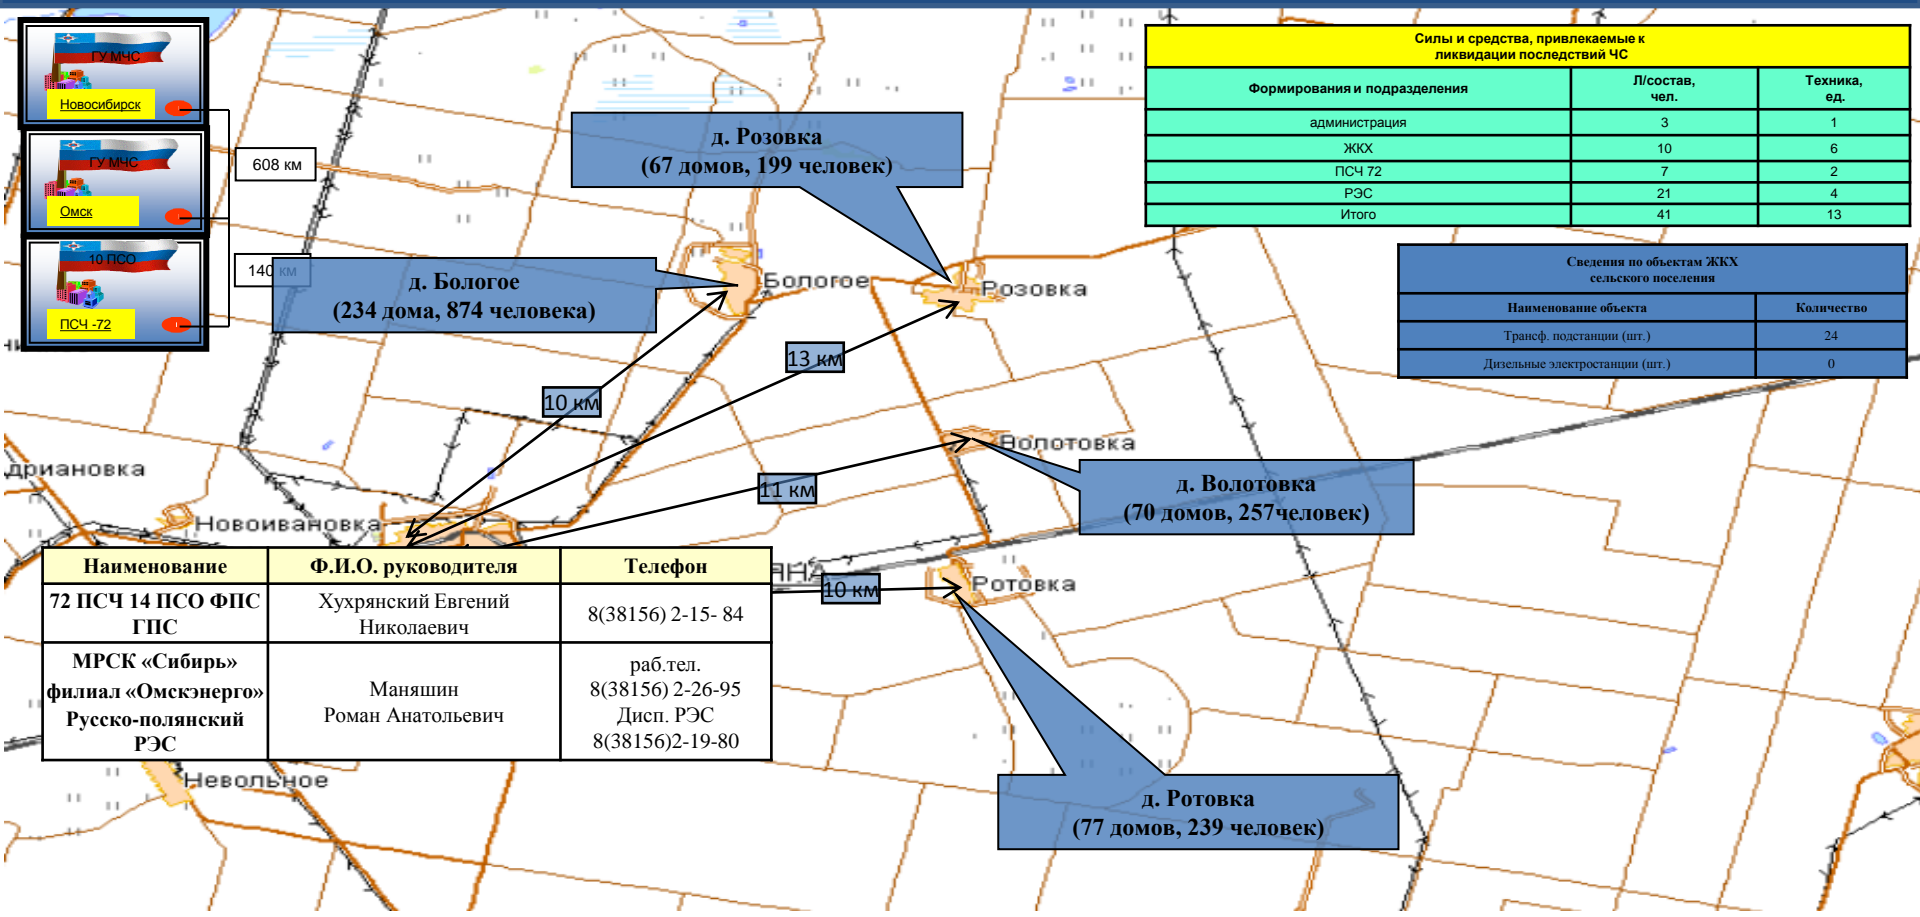 ГУ МЧС
Новосибирск
ГУ МЧС
Омск
10 ПСО
ПСЧ -72
608 км
140 км
Силы и средства, привлекаемые к
ликвидации последствий ЧС
Формирования и подразделения
Л/состав,
чел.
Техника,
ед.
администрация 3 1
ЖКХ 10 6
ПСЧ 72 7 2
РЭС 21 4
Итого 41 13
Сведения по объектам ЖКХ
сельского поселения
Наименование объекта Количество
Трансф. подстанции (шт.) 24
Дизельные электростанции (шт.) 0
д. Розовка
(67 домов, 199 человек)
д. Бологое
(234 дома, 874 человека)
Бологое
Розовка
13 км
10 км
11 км
10 км
Волотовка
д. Волотовка
(70 домов, 257человек)
дриановка
Новоивановка
ЯНА
Ротовка
Наименование Ф.И.О. руководителя Телефон
72 ПСЧ 14 ПСО ФПС
ГПС
Хухрянский Евгений
Николаевич
8(38156) 2-15- 84
МРСК «Сибирь»
филиал «Омскэнерго»
Русско-полянский
РЭС
Маняшин
Роман Анатольевич
раб.тел.
8(38156) 2-26-95
Дисп. РЭС
8(38156)2-19-80
Невольное
д. Ротовка
(77 домов, 239 человек)